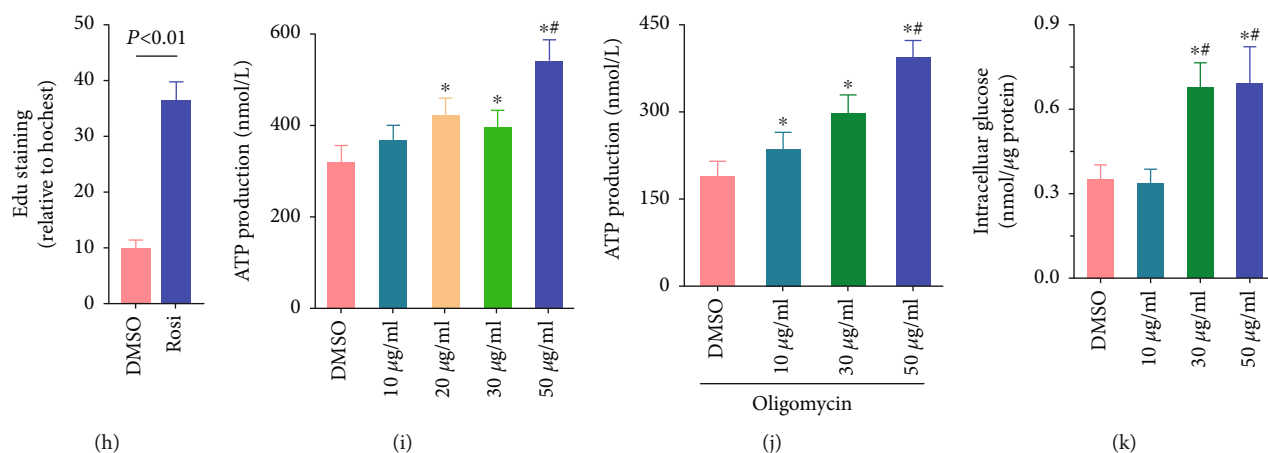 Edu staining
(relative to hochest)
50
40
30
20
10
0
P<0.01
DMSO
Rosi
(h)
ATP production (nmol/L)
600
400
200
0
*
*
*#
DMSO
10 μg/ml
20 μg/ml
30 μg/ml
50 μg/ml
(i)
ATP production (nmol/L)
450
300
150
0
*
*
*#
DMSO
10 μg/ml
30 μg/ml
50 μg/ml
Oligomycin
(j)
Intracelluar glucose
(nmol/μg protein)
0.9
0.6
0.3
0.0
*#
*#
DMSO
10 μg/ml
30 μg/ml
50 μg/ml
(k)